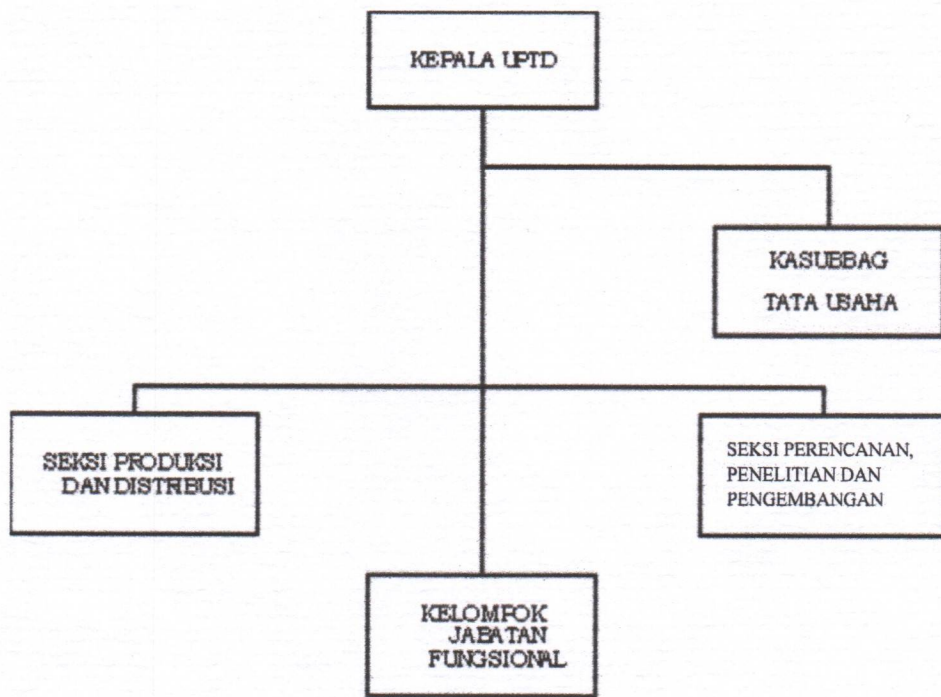 KEPALA UPTD
KASUBBAG
TATA USAHA
SEKSI PRODUKSI
DAN DISTRIBUSI
SEKSI PERENCANAN,
PENELITIAN DAN
PENGEMBANGAN
KELOMPOK
JABATAN
FUNGSIONAL